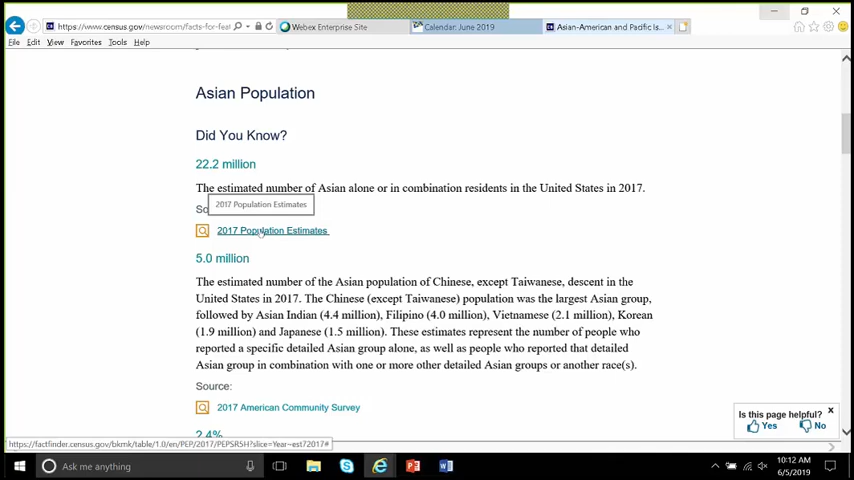 https://www.census.gov/newsroom/facts-for-feat
Webex Enterprise Site
Calendar: June 2019
Asian-American and Pacific Is...
File Edit View Favorites Tools Help
Asian Population
Did You Know?
22.2 million
The estimated number of Asian alone or in combination residents in the United States in 2017.
So
2017 Population Estimates
2017 Population Estimates
5.0 million
The estimated number of the Asian population of Chinese, except Taiwanese, descent in the
United States in 2017. The Chinese (except Taiwanese) population was the largest Asian group,
followed by Asian Indian (4.4 million), Filipino (4.0 million), Vietnamese (2.1 million), Korean
(1.9 million) and Japanese (1.5 million). These estimates represent the number of people who
reported a specific detailed Asian group alone, as well as people who reported that detailed
Asian group in combination with one or more other detailed Asian groups or another race(s).
Source:
2017 American Community Survey
2.4%
Is this page helpful? X
Yes No
https://factfinder.census.gov/bkmk/table/1.0/en/PEP/2017/PEPSR5H?slice=Year~est72017#
Ask me anything
10:12 AM
6/5/2019